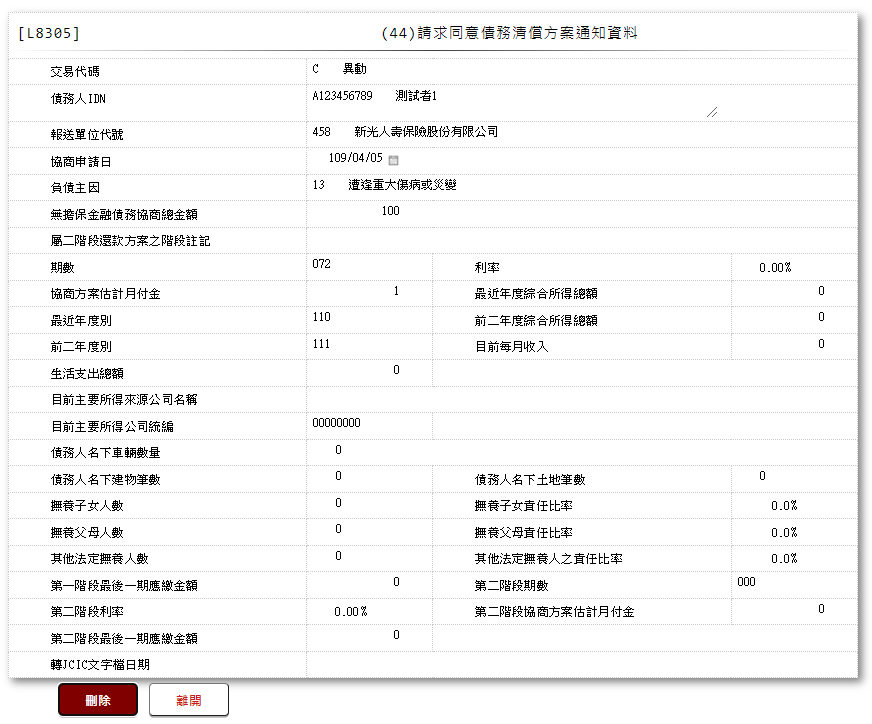 [L8305] (44)請求同意債務清償方案通知資料
交易代碼 C 異動
債務人IDN A123456789 測試者1
報送單位代號 458 新光人壽保險股份有限公司
協商申請日 109/04/05
負債主因 13 遭逢重大傷病或災變
無擔保金融債務協商總金額 100
屬二階段還款方案之階段註記
期數 072 利率 0.00%
協商方案估計月付金 1 最近年度綜合所得總額 0
最近年度別 110 前二年度綜合所得總額 0
前二年度別 111 目前每月收入 0
生活支出總額 0
目前主要所得來源公司名稱
目前主要所得公司統編 00000000
債務人名下車輛數量 0
債務人名下建物筆數 0 債務人名下土地筆數 0
撫養子女人數 0 撫養子女責任比率 0.0%
撫養父母人數 0 撫養父母責任比率 0.0%
其他法定撫養人數 0 其他法定撫養人之責任比率 0.0%
第一階段最後一期應繳金額 0 第二階段期數 000
第二階段利率 0.00% 第二階段協商方案估計月付金 0
第二階段最後一期應繳金額 0
轉JCIC文字檔日期
刪除 離開